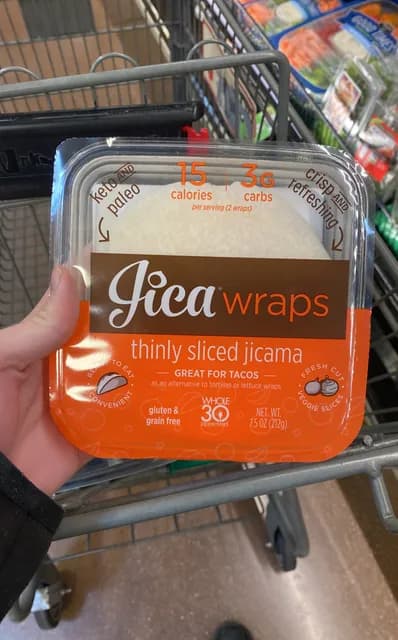 15 calories
3g carbs
per serving (2 wraps)
keto AND paleo
crisp AND refreshing
Jica wraps
thinly sliced jicama
GREAT FOR TACOS
as an alternative to tortillas or lettuce wraps
TO EAT
CONVENIENT
FRESH CUT
VEGGIE SLICES
gluten &
grain free
WHOLE
30
NET. WT.
7.5 OZ (212g)